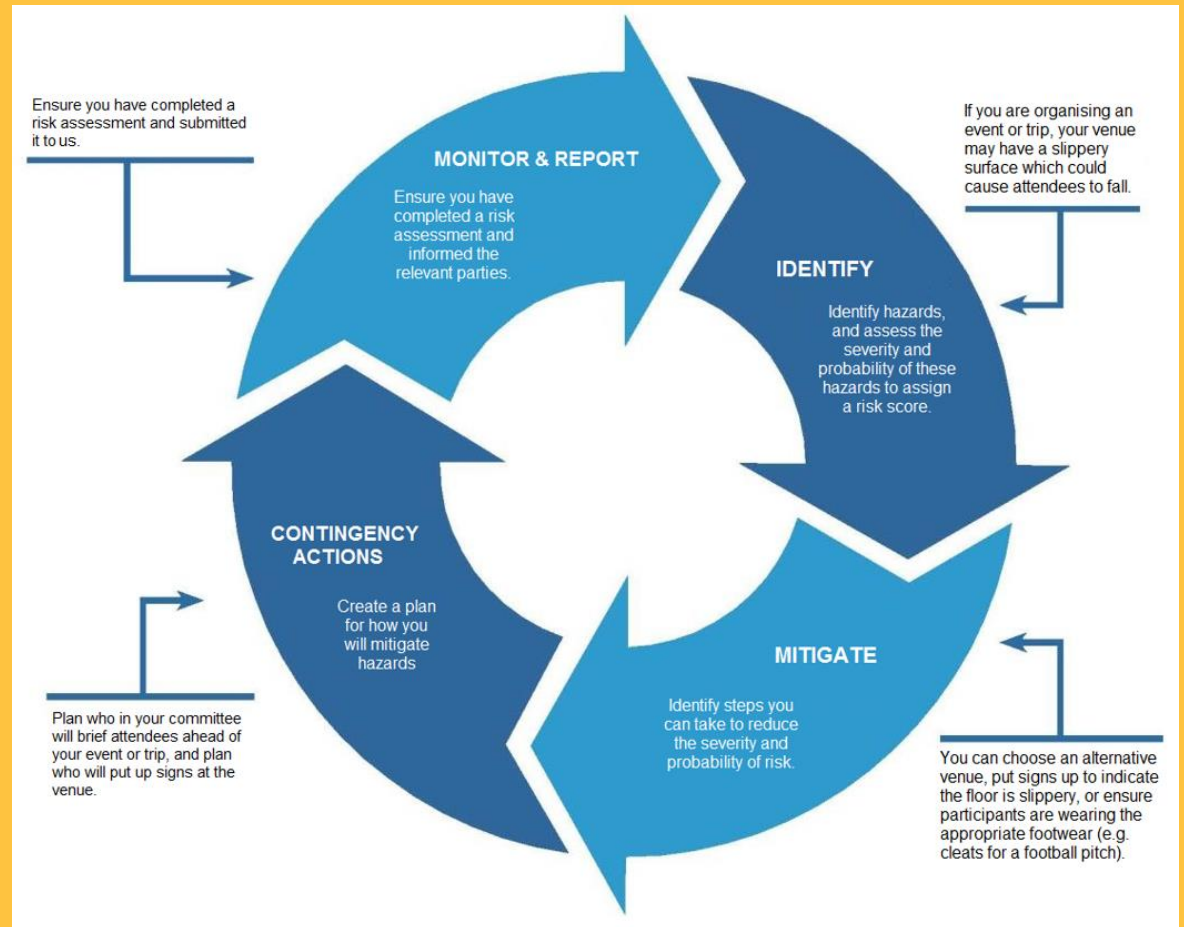 Ensure you have completed a
risk assessment and submitted
it to us.
MONITOR & REPORT
Ensure you have
completed a risk
assessment and
informed the
relevant parties.
If you are organising an
event or trip, your venue
may have a slippery
surface which could
cause attendees to fall.
IDENTIFY
Identify hazards,
and assess the
severity and
probability of these
hazards to assign
a risk score.
MITIGATE
Identify steps you
can take to reduce
the severity and
probability of risk.
You can choose an alternative
venue, put signs up to indicate
the floor is slippery, or ensure
participants are wearing the
appropriate footwear (e.g.
cleats for a football pitch).
CONTINGENCY
ACTIONS
Create a plan
for how you
will mitigate
hazards
Plan who in your committee
will brief attendees ahead of
your event or trip, and plan
who will put up signs at the
venue.